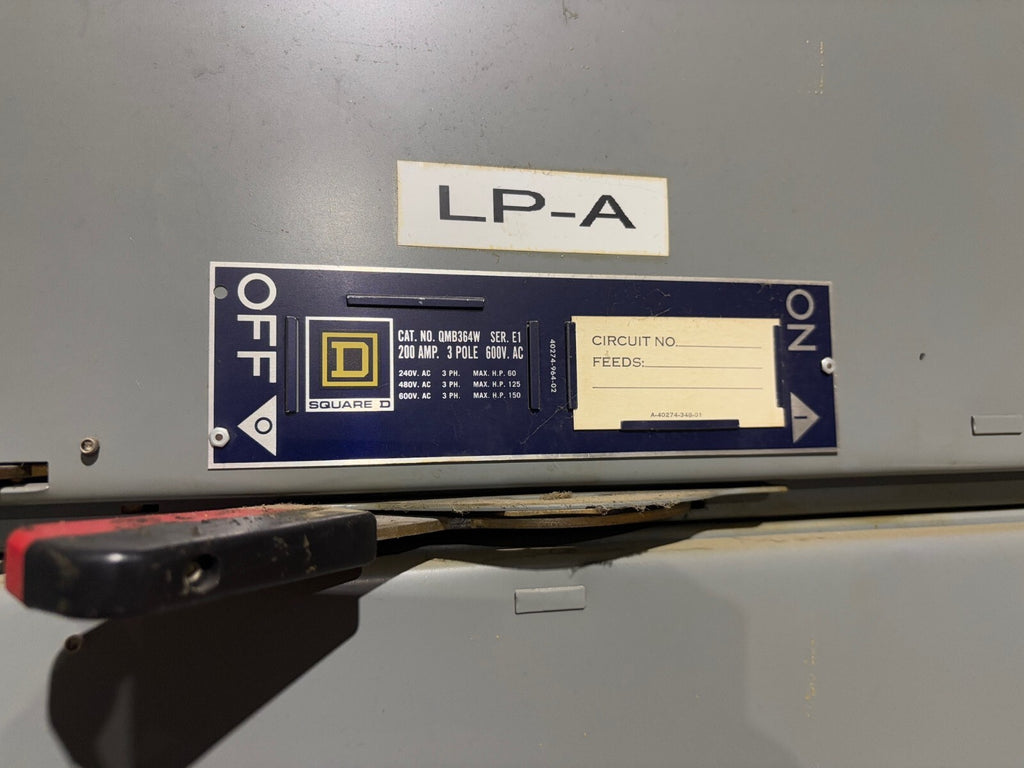 LP-A
OFF
O
D
SQUARE D
CAT. NO. QMB364W SER. E1
200 AMP. 3 POLE 600V. AC
240V. AC 3 PH. MAX. H.P. 60
480V. AC 3 PH. MAX. H.P. 125
600V. AC 3 PH. MAX. H.P. 150
40274-964-02
CIRCUIT NO.
FEEDS:
A-40274-348-01
ON
I